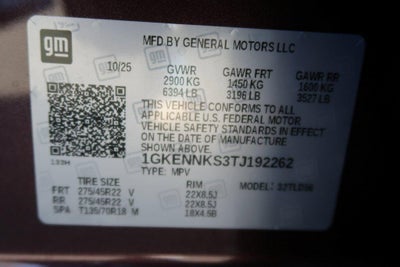 gm
MFD BY GENERAL MOTORS LLC
10/25
GVWR GAWR FRT GAWR RR
2900 KG 1450 KG 1600 KG
6394 LB 3196 LB 3527 LB
THIS VEHICLE CONFORMS TO ALL
APPLICABLE U.S. FEDERAL MOTOR
VEHICLE SAFETY STANDARDS IN EFFECT
ON THE DATE OF MANUFACTURE
SHOWN ABOVE.
1GKENNKS3TJ192262
TYPE: MPV
TIRE SIZE RIM
FRT 275/45R22 V 22X8.5J
RR 275/45R22 V 22X8.5J
SPA T135/70R18 M 18X4.5B